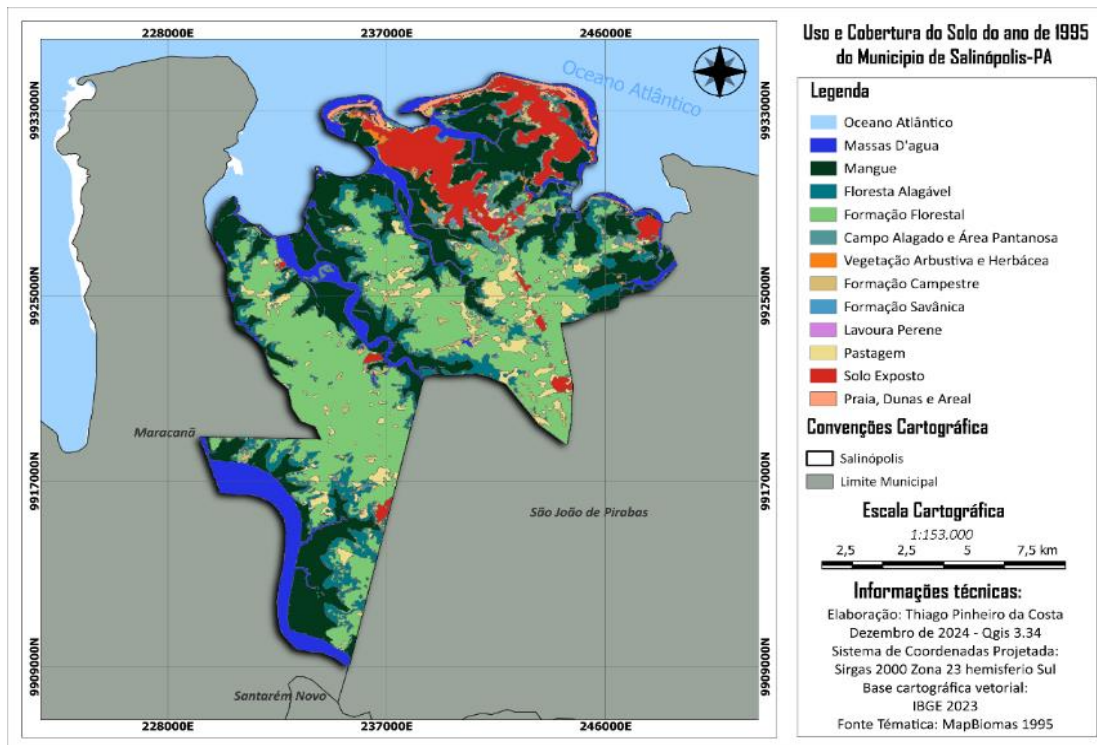 228000E
237000E
246000E
9933000N
9933000N
9925000N
9925000N
9917000N
9917000N
9909000N
9909000N
Oceano Atlântico
Maracanã
São João de Pirabas
Santarém Novo
228000E
237000E
246000E
Uso e Cobertura do Solo do ano de 1995
do Municipio de Salinópolis-PA
Legenda
Oceano Atlântico
Massas D'agua
Mangue
Floresta Alagável
Formação Florestal
Campo Alagado e Área Pantanosa
Vegetação Arbustiva e Herbácea
Formação Campestre
Formação Savânica
Lavoura Perene
Pastagem
Solo Exposto
Praia, Dunas e Areal
Convenções Cartográfica
Salinópolis
Limite Municipal
Escala Cartográfica
1:153.000
2,5 2,5 5 7,5 km
Informações técnicas:
Elaboração: Thiago Pinheiro da Costa
Dezembro de 2024 - Qgis 3.34
Sistema de Coordenadas Projetada:
Sirgas 2000 Zona 23 hemisferio Sul
Base cartográfica vetorial:
IBGE 2023
Fonte Tématica: MapBiomas 1995